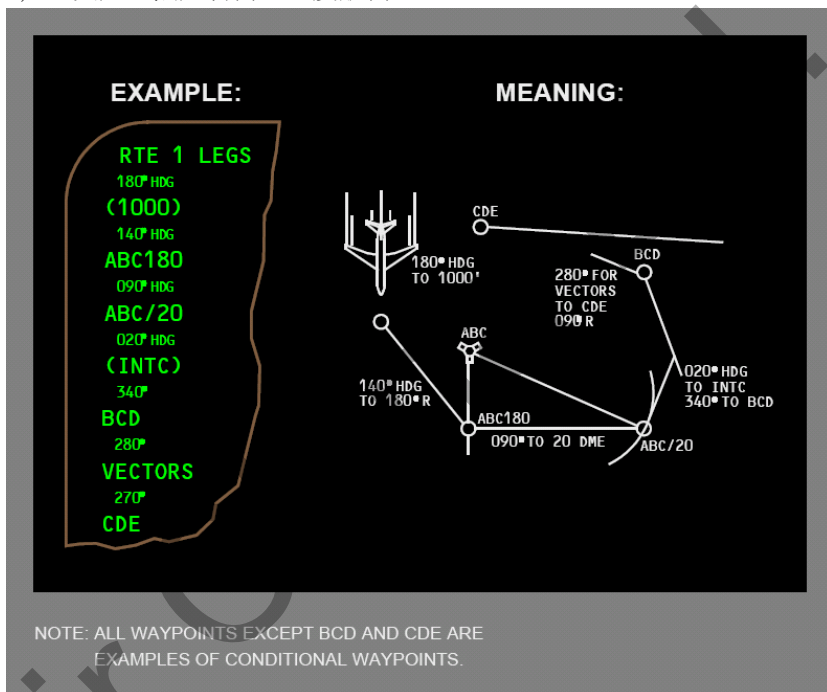 EXAMPLE:
MEANING:
RTE 1 LEGS
180° HDG
(1000)
140° HDG
ABC180
090° HDG
ABC/20
020° HDG
(INTC)
340°
BCD
280°
VECTORS
270°
CDE
180° HDG
TO 1000'
CDE
BCD
280° FOR
VECTORS
TO CDE
090° R
ABC
140° HDG
TO 180° R
ABC180
090° TO 20 DME
020° HDG
TO INTC
340° TO BCD
ABC/20
NOTE: ALL WAYPOINTS EXCEPT BCD AND CDE ARE
EXAMPLES OF CONDITIONAL WAYPOINTS.